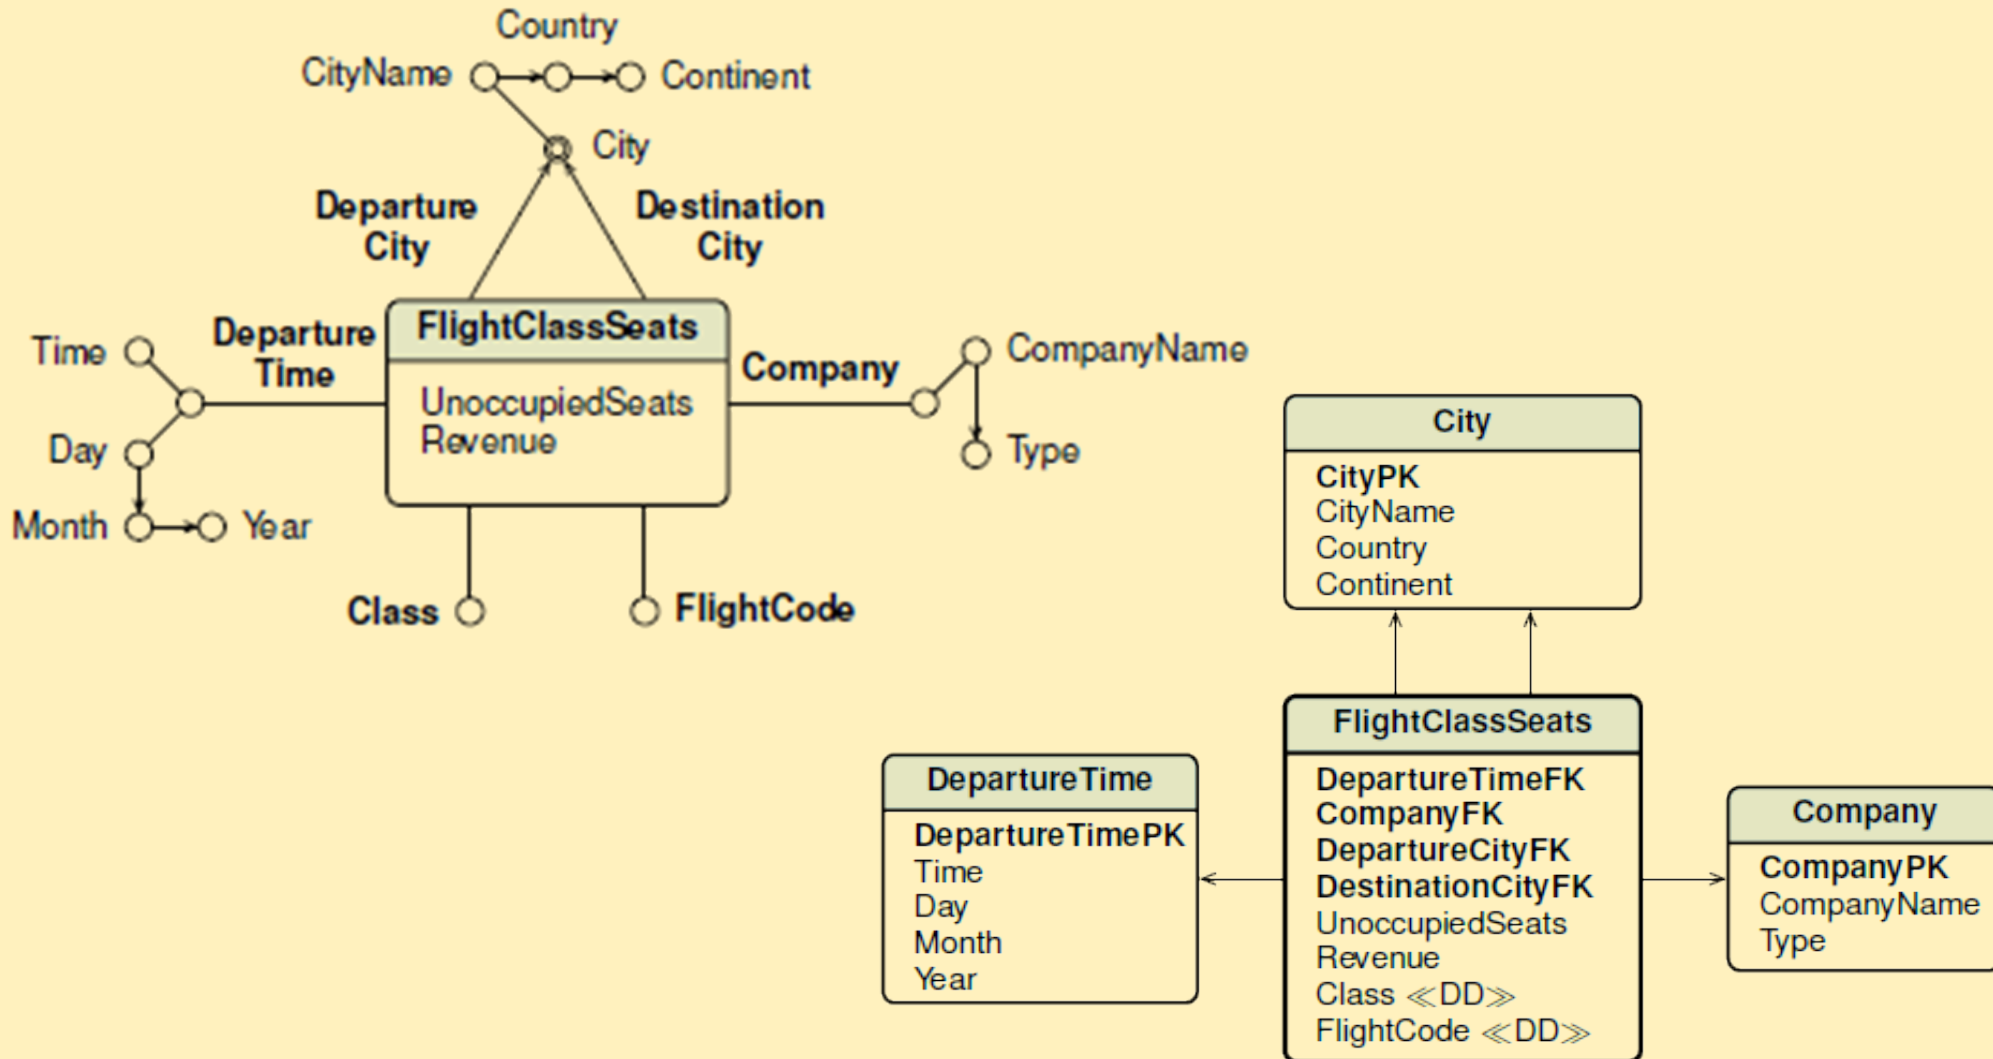 Country
CityName
Continent
City
Departure
City
Destination
City
FlightClassSeats
UnoccupiedSeats
Revenue
Departure
Time
Time
Day
Month
Year
Company
CompanyName
Type
Class
FlightCode
City
CityPK
CityName
Country
Continent
DepartureTime
DepartureTimePK
Time
Day
Month
Year
FlightClassSeats
DepartureTimeFK
CompanyFK
DepartureCityFK
DestinationCityFK
UnoccupiedSeats
Revenue
Class ≪DD≫
FlightCode ≪DD≫
Company
CompanyPK
CompanyName
Type